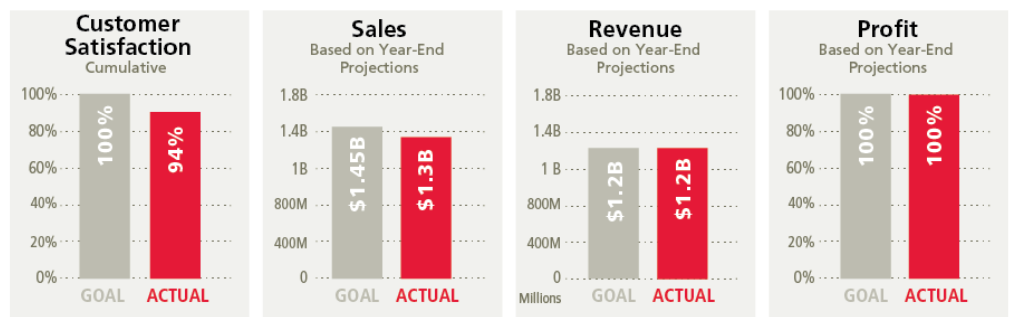 Customer
Satisfaction
Cumulative
100%
80%
60%
40%
20%
0%
100%
94%
GOAL ACTUAL
Sales
Based on Year-End
Projections
1.8B
1.4B
1B
800M
400M
0
$1.45B
$1.3B
GOAL ACTUAL
Revenue
Based on Year-End
Projections
1.8B
1.4B
1 B
800M
400M
0
Millions
$1.2B
$1.2B
GOAL ACTUAL
Profit
Based on Year-End
Projections
100%
80%
60%
40%
20%
0%
100%
100%
GOAL ACTUAL